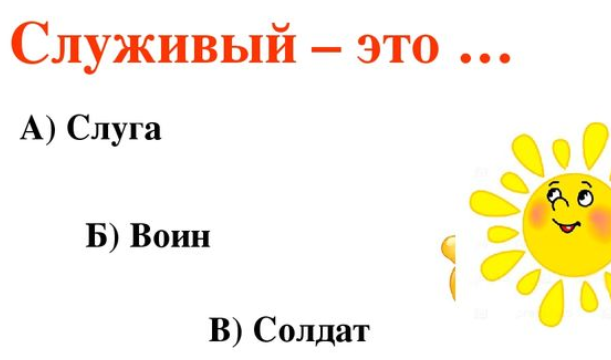 Служивый – это …
А) Слуга
Б) Воин
В) Солдат